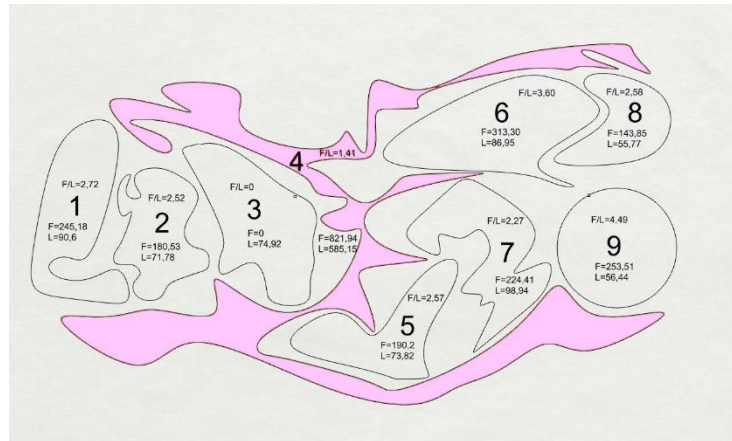 F/L=2,72
1
F=245,18
L=90,6
F/L=2,52
2
F=180,53
L=71,78
F/L=0
3
F=0
L=74,92
4
F/L=1,41
F=821,94
L=585,15
F/L=2,57
5
F=190,2
L=73,82
F/L=3,60
6
F=313,30
L=86,95
F/L=2,27
7
F=224,41
L=98,94
F/L=2,58
8
F=143,85
L=55,77
F/L=4,49
9
F=253,51
L=56,44